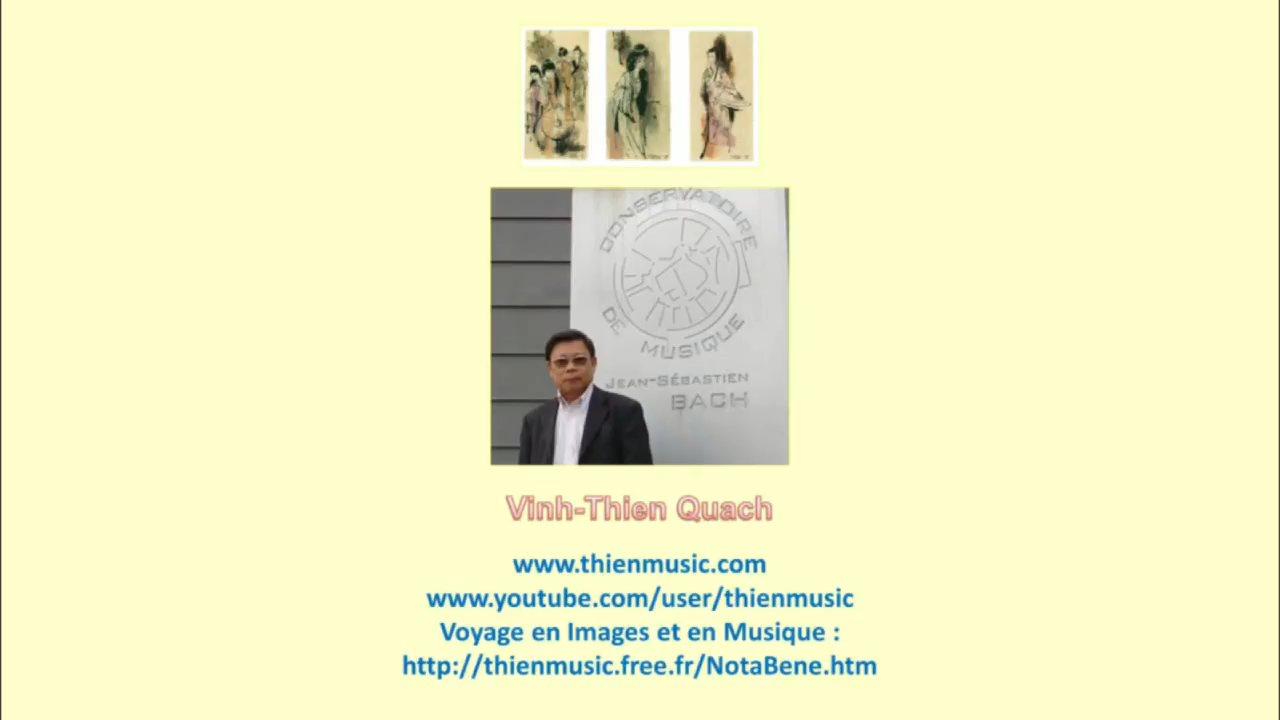 CONSERVATOIRE
DE
MUSIQUE
JEAN-SÉBASTIEN
BACH
Vinh-Thien Quach
www.thienmusic.com
www.youtube.com/user/thienmusic
Voyage en Images et en Musique :
http://thienmusic.free.fr/NotaBene.htm